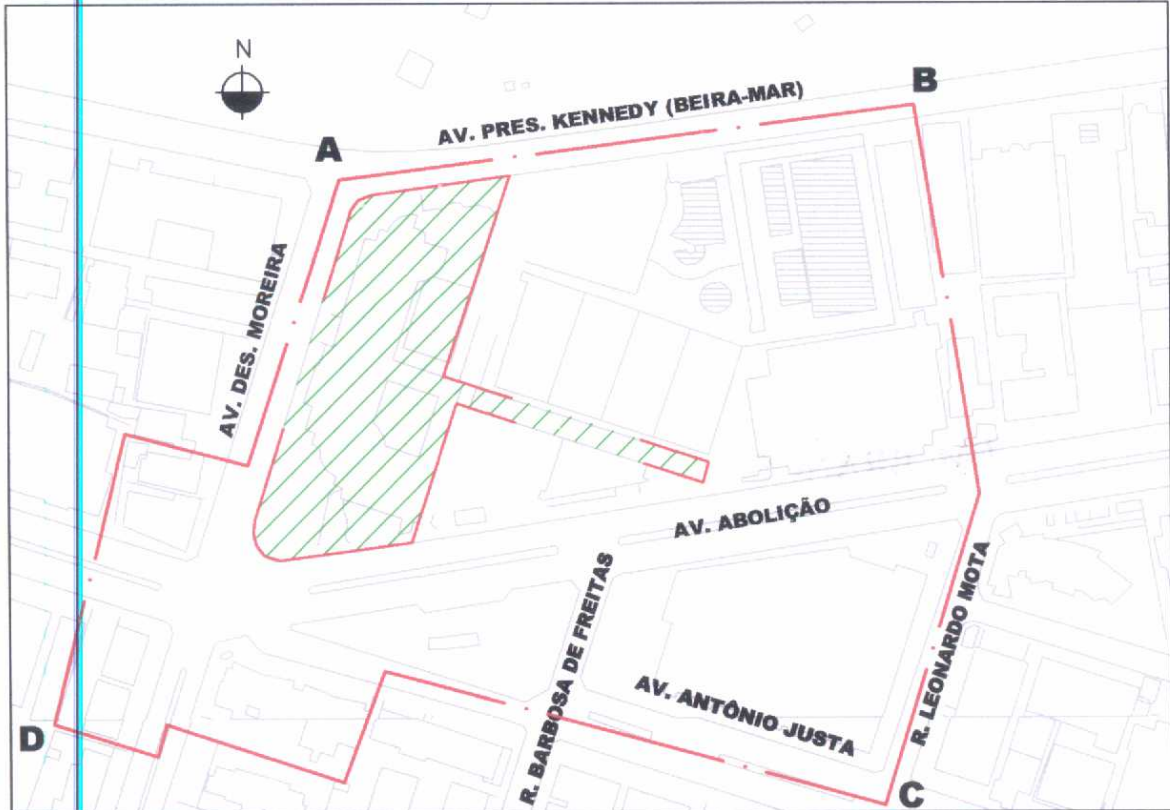 N
B
AV. PRES. KENNEDY (BEIRA-MAR)
A
AV. DES. MOREIRA
AV. ABOLIÇÃO
R. BARBOSA DE FREITAS
R. LEONARDO MOTA
AV. ANTÔNIO JUSTA
D
C